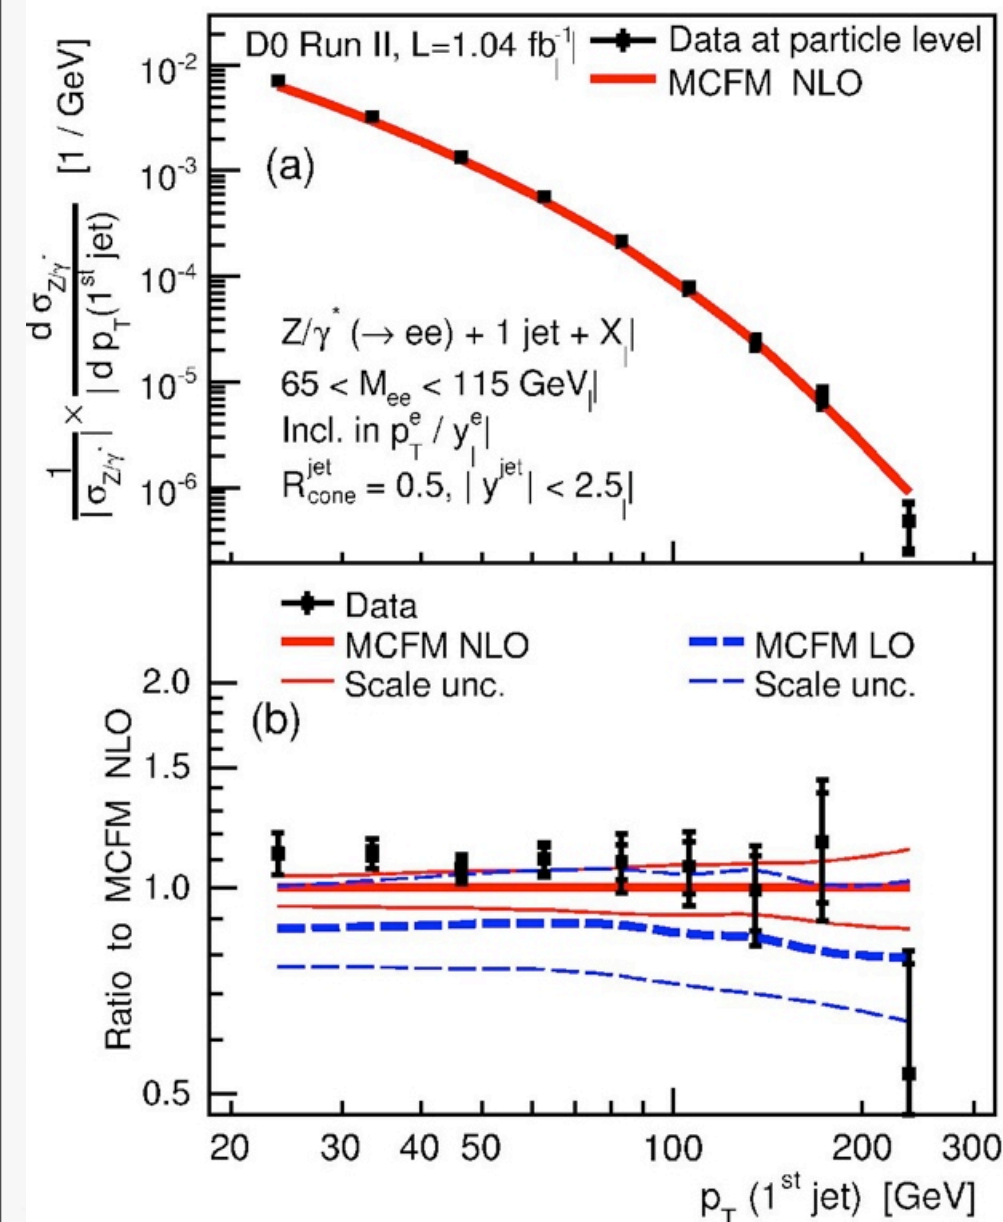 D0 Run II, L=1.04 fb⁻¹
Data at particle level
MCFM NLO
(a)
1 / |σ_Z/γ*| × d σ_Z/γ* / | d p_T(1ˢᵗ jet) [1 / GeV]
10⁻²
10⁻³
10⁻⁴
10⁻⁵
10⁻⁶
Z/γ* (→ ee) + 1 jet + X
65 < M_ee < 115 GeV
Incl. in p_T^e / y^e
R_cone^jet = 0.5, | y^jet | < 2.5
Data
MCFM NLO
MCFM LO
Scale unc.
Scale unc.
(b)
Ratio to MCFM NLO
2.0
1.5
1.0
0.5
20 30 40 50 100 200 300
p_T (1ˢᵗ jet) [GeV]